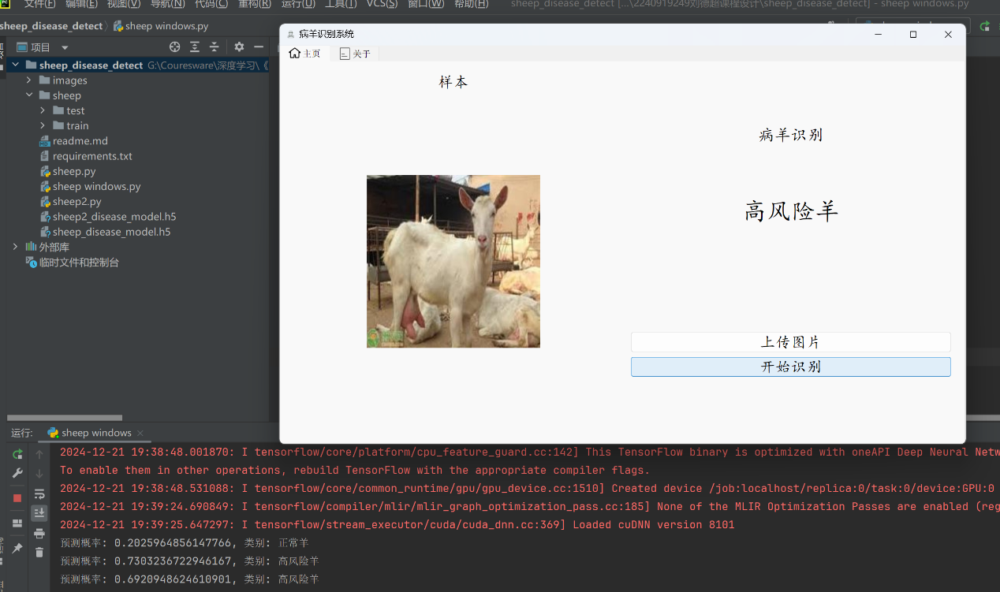 文件(F) 编辑(E) 视图(V) 导航(N) 代码(C) 重构(R) 运行(U) 工具(T) VCS(S) 窗口(W) 帮助(H) sheep_disease_detect [...\2240919249刘德超课程设计\sheep_disease_detect] - sheep windows.py
sheep_disease_detect sheep windows.py
项目
sheep_disease_detect G:\Couresware\深度学习\《
images
sheep
test
train
readme.md
requirements.txt
sheep.py
sheep windows.py
sheep2.py
sheep2_disease_model.h5
sheep_disease_model.h5
外部库
临时文件和控制台
病羊识别系统
主页 关于
样本
病羊识别
高风险羊
上传图片
开始识别
运行: sheep windows
2024-12-21 19:38:48.001870: I tensorflow/core/platform/cpu_feature_guard.cc:142] This TensorFlow binary is optimized with oneAPI Deep Neural Netw
To enable them in other operations, rebuild TensorFlow with the appropriate compiler flags.
2024-12-21 19:38:48.531088: I tensorflow/core/common_runtime/gpu/gpu_device.cc:1510] Created device /job:localhost/replica:0/task:0/device:GPU:0
2024-12-21 19:39:24.690849: I tensorflow/compiler/mlir/mlir_graph_optimization_pass.cc:185] None of the MLIR Optimization Passes are enabled (reg
2024-12-21 19:39:25.647297: I tensorflow/stream_executor/cuda/cuda_dnn.cc:369] Loaded cuDNN version 8101
预测概率: 0.2025964856147766, 类别: 正常羊
预测概率: 0.7303236722946167, 类别: 高风险羊
预测概率: 0.6920948624610901, 类别: 高风险羊